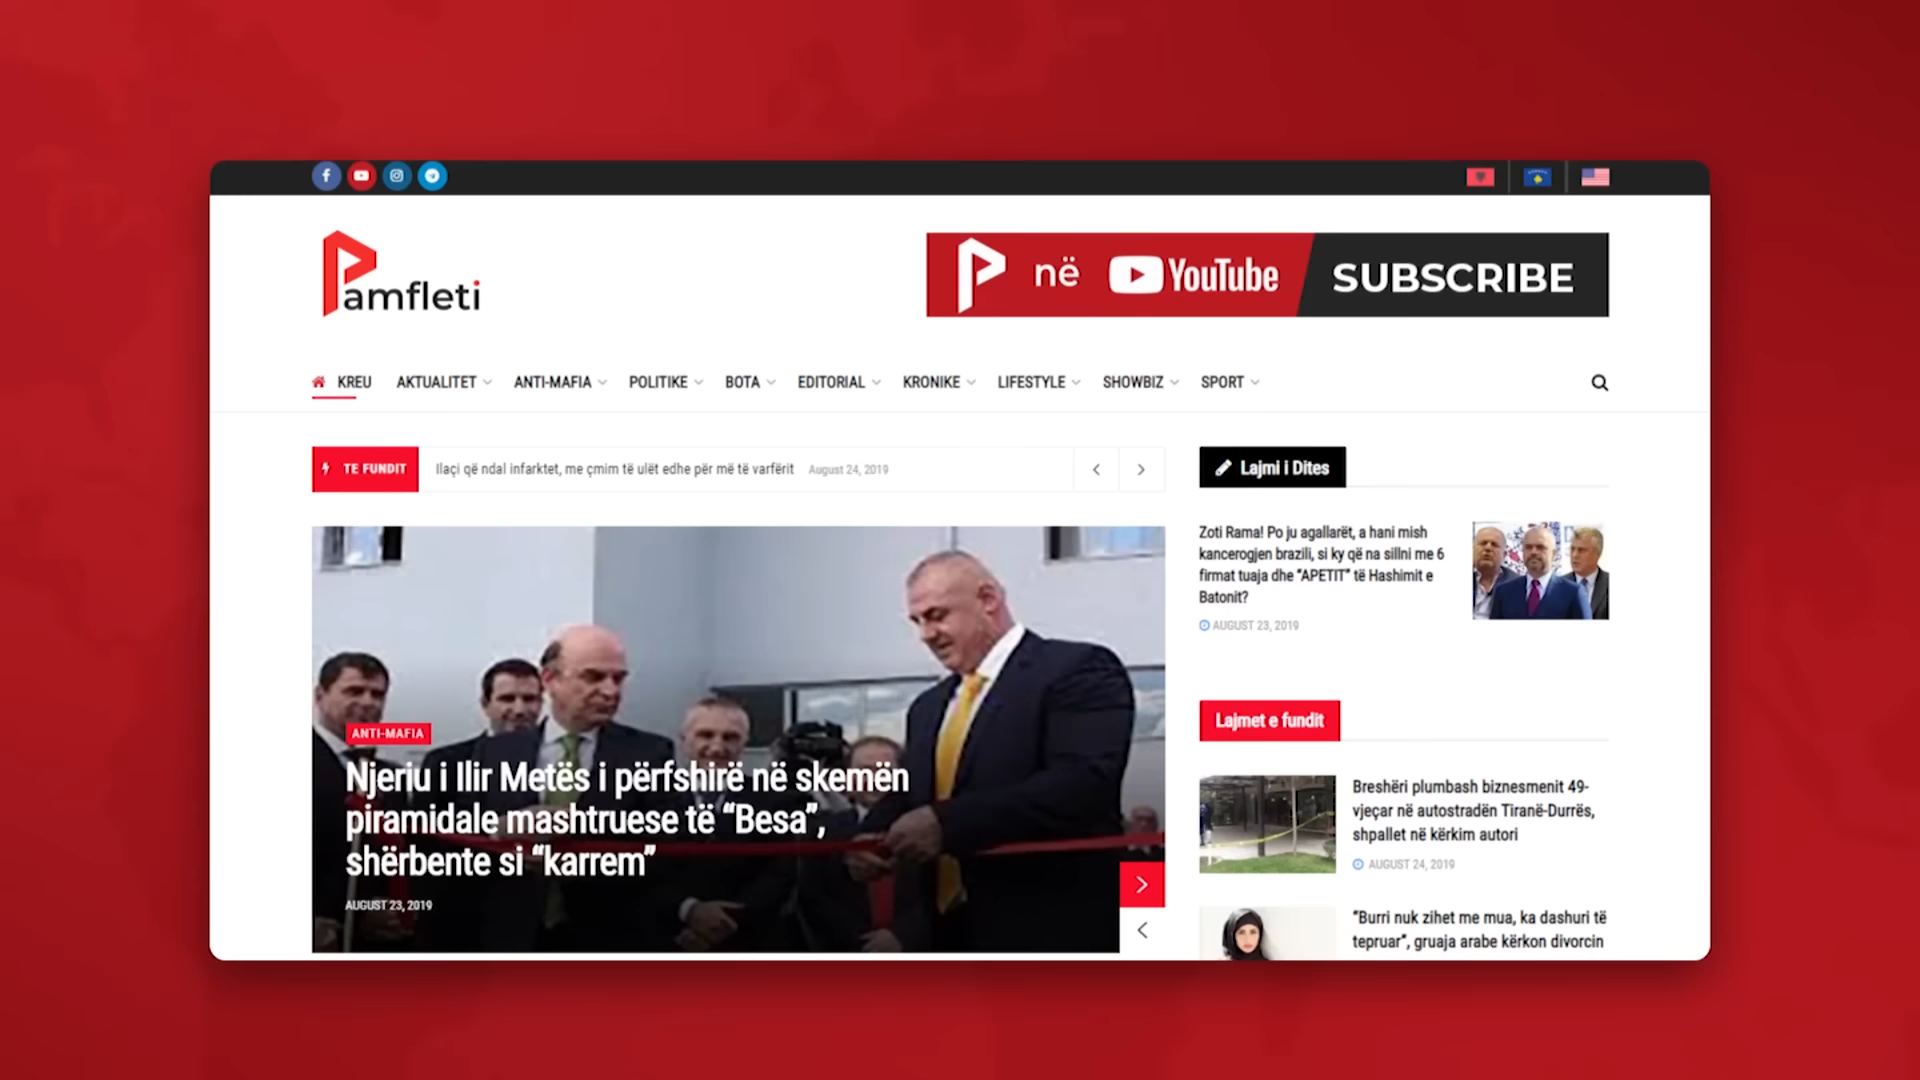 Pamfleti
P në YouTube SUBSCRIBE
KREU AKTUALITET ANTI-MAFIA POLITIKE BOTA EDITORIAL KRONIKE LIFESTYLE SHOWBIZ SPORT
TE FUNDIT Ilaçi që ndal infarktet, me çmim të ulët edhe për më të varfërit August 24, 2019
ANTI-MAFIA
Njeriu i Ilir Metës i përfshirë në skemën
piramidale mashtruese të “Besa”,
shërbente si “karrem”
AUGUST 23, 2019
Lajmi i Dites
Zoti Rama! Po ju agallarët, a hani mish
kancerogjen brazili, si ky që na sillni me 6
firmat tuaja dhe “APETIT” të Hashimit e
Batonit?
AUGUST 23, 2019
Lajmet e fundit
Breshëri plumbash biznesmenit 49-
vjeçar në autostradën Tiranë-Durrës,
shpallet në kërkim autori
AUGUST 24, 2019
“Burri nuk zihet me mua, ka dashuri të
tepruar”, gruaja arabe kërkon divorcin